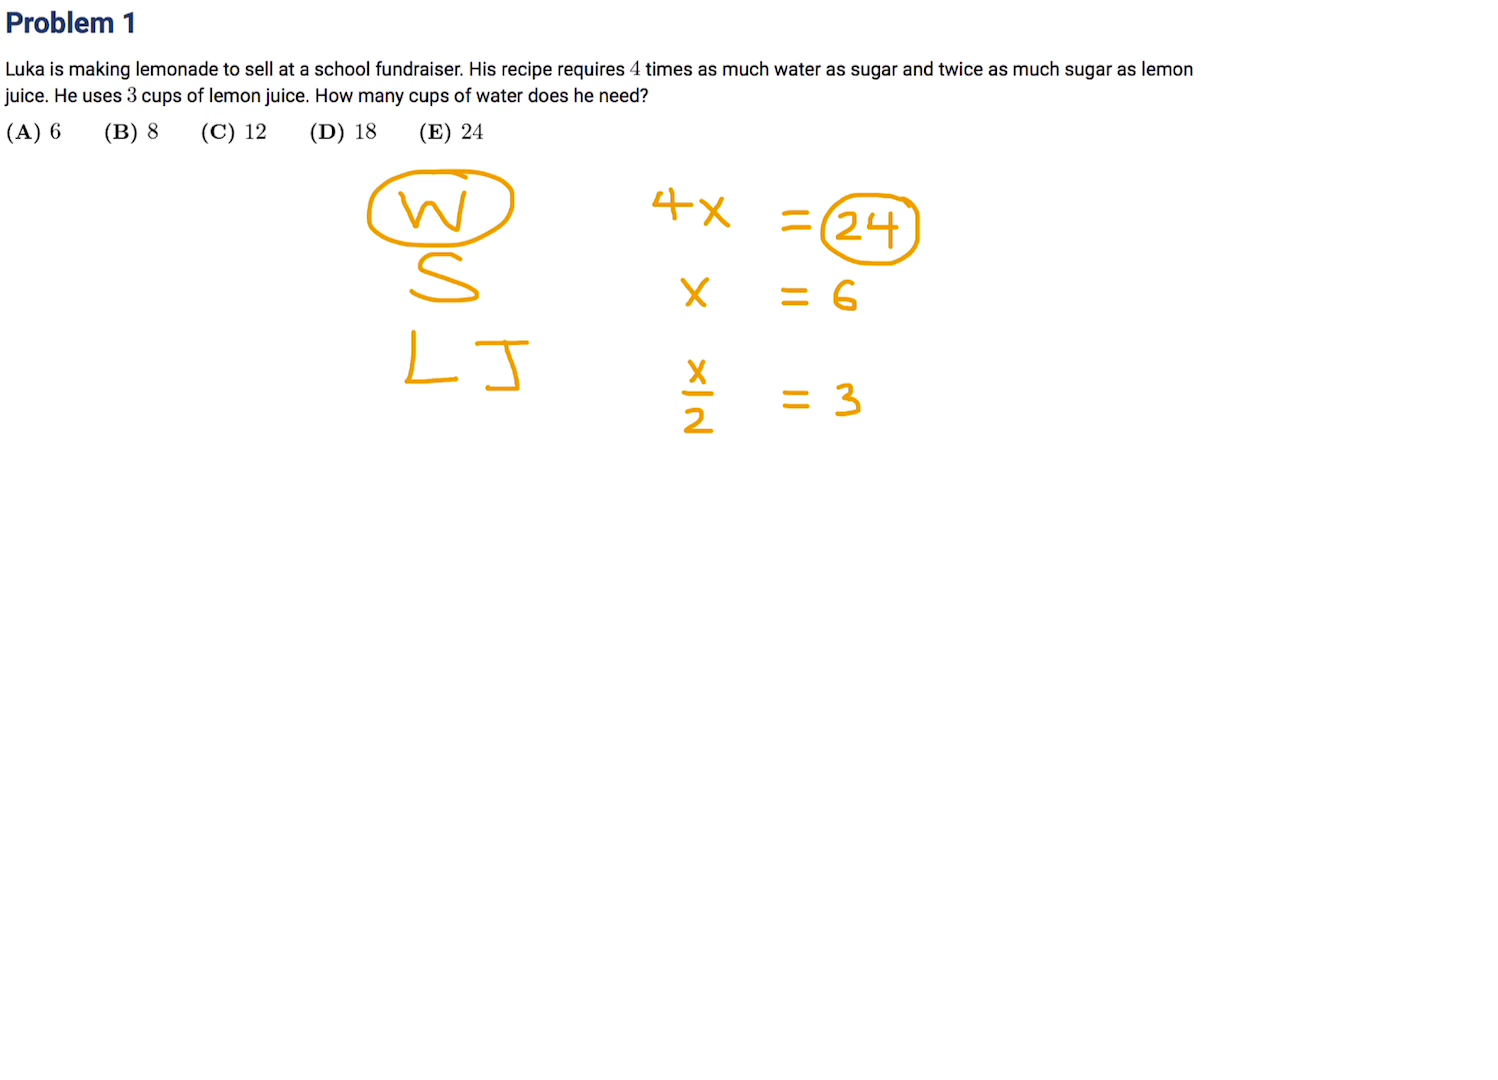 Problem 1
Luka is making lemonade to sell at a school fundraiser. His recipe requires 4 times as much water as sugar and twice as much sugar as lemon
juice. He uses 3 cups of lemon juice. How many cups of water does he need?
(A) 6 (B) 8 (C) 12 (D) 18 (E) 24
W 4x = 24
S x = 6
LJ x/2 = 3